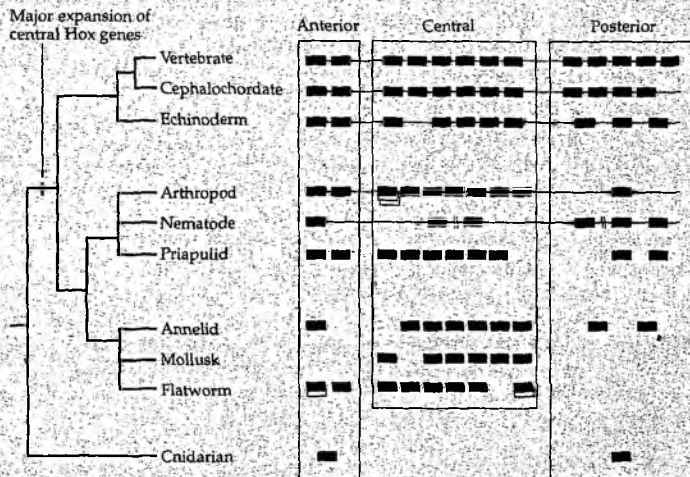 Major expansion of
central Hox genes
Anterior
Central
Posterior
Vertebrate
Cephalochordate
Echinoderm
Arthropod
Nematode
Priapulid
Annelid
Mollusk
Flatworm
Cnidarian